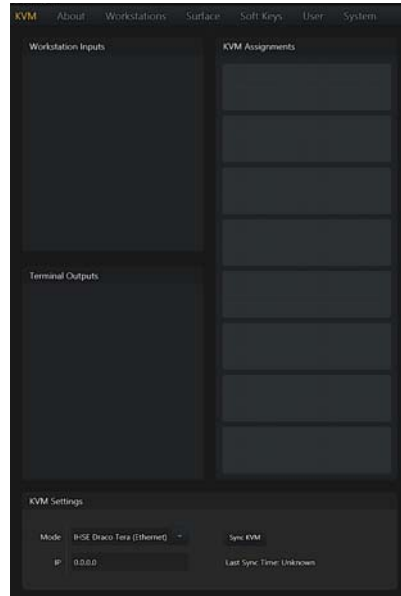 KVM About Workstations Surface Soft Keys User System
Workstation Inputs
KVM Assignments
Terminal Outputs
KVM Settings
Mode IHSE Draco Tera (Ethernet) Sync KVM
IP 0.0.0.0 Last Sync Time: Unknown